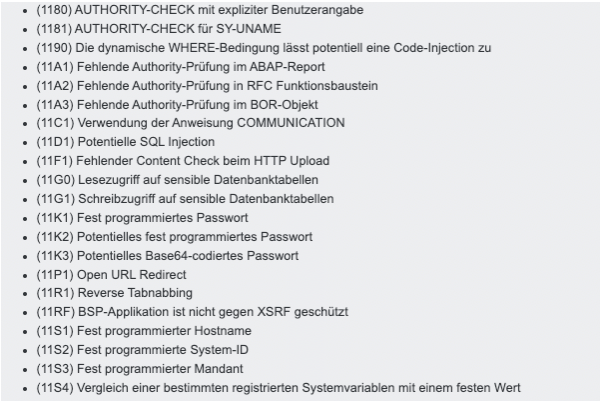 • (1180) AUTHORITY-CHECK mit expliziter Benutzerangabe
• (1181) AUTHORITY-CHECK für SY-UNAME
• (1190) Die dynamische WHERE-Bedingung lässt potentiell eine Code-Injection zu
• (11A1) Fehlende Authority-Prüfung im ABAP-Report
• (11A2) Fehlende Authority-Prüfung in RFC Funktionsbaustein
• (11A3) Fehlende Authority-Prüfung im BOR-Objekt
• (11C1) Verwendung der Anweisung COMMUNICATION
• (11D1) Potentielle SQL Injection
• (11F1) Fehlender Content Check beim HTTP Upload
• (11G0) Lesezugriff auf sensible Datenbanktabellen
• (11G1) Schreibzugriff auf sensible Datenbanktabellen
• (11K1) Fest programmiertes Passwort
• (11K2) Potentielles fest programmiertes Passwort
• (11K3) Potentielles Base64-codiertes Passwort
• (11P1) Open URL Redirect
• (11R1) Reverse Tabnabbing
• (11RF) BSP-Applikation ist nicht gegen XSRF geschützt
• (11S1) Fest programmierter Hostname
• (11S2) Fest programmierte System-ID
• (11S3) Fest programmierter Mandant
• (11S4) Vergleich einer bestimmten registrierten Systemvariablen mit einem festen Wert